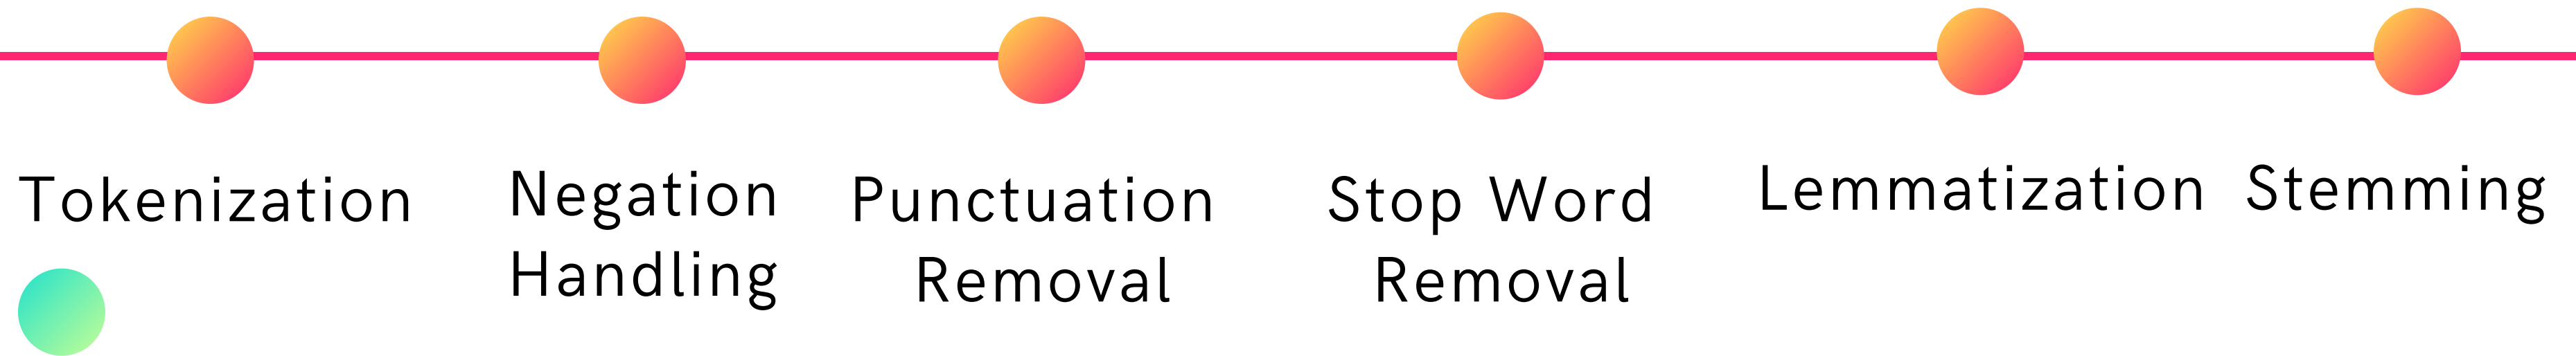 Tokenization
Negation
Handling
Punctuation
Removal
Stop Word
Removal
Lemmatization
Stemming